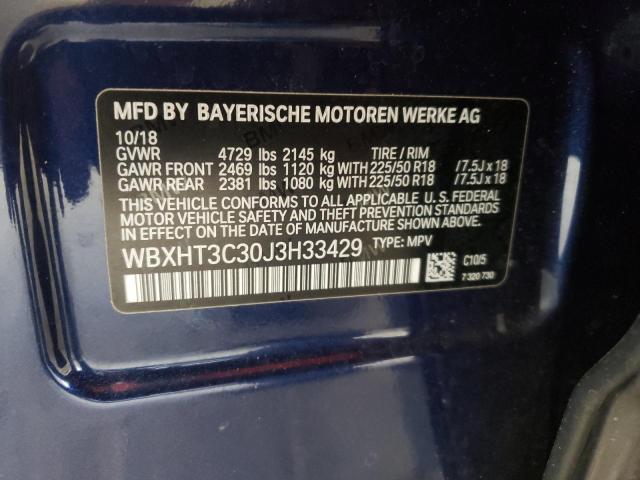 MFD BY BAYERISCHE MOTOREN WERKE AG
10/18
GVWR 4729 lbs 2145 kg TIRE / RIM
GAWR FRONT 2469 lbs 1120 kg WITH 225/50 R18 /7.5J x 18
GAWR REAR 2381 lbs 1080 kg WITH 225/50 R18 /7.5J x 18
THIS VEHICLE CONFORMS TO ALL APPLICABLE U. S. FEDERAL
MOTOR VEHICLE SAFETY AND THEFT PREVENTION STANDARDS
IN EFFECT ON THE DATE OF MANUFACTURE SHOWN ABOVE.
WBXHT3C30J3H33429 TYPE: MPV
C10/5
7 320 730